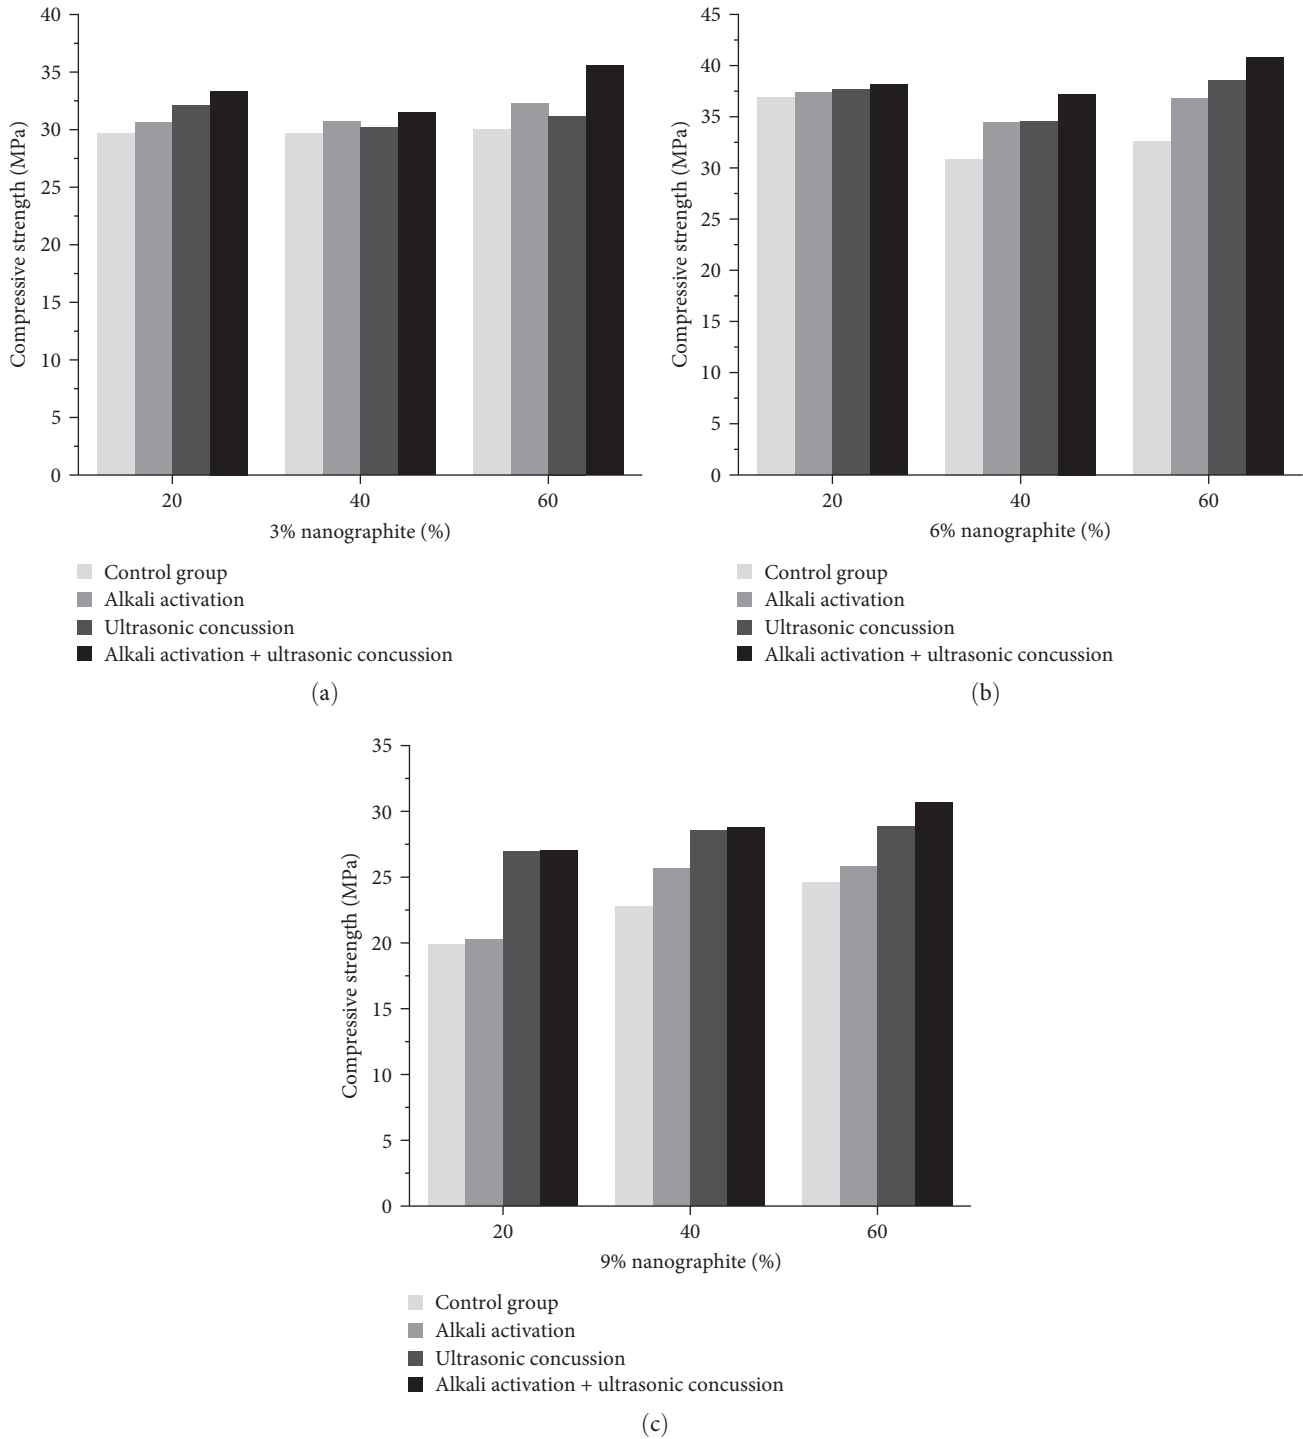 40
35
30
25
20
15
10
5
0
Compressive strength (MPa)
20 40 60
3% nanographite (%)
Control group
Alkali activation
Ultrasonic concussion
Alkali activation + ultrasonic concussion
(a)
45
40
35
30
25
20
15
10
5
0
Compressive strength (MPa)
20 40 60
6% nanographite (%)
Control group
Alkali activation
Ultrasonic concussion
Alkali activation + ultrasonic concussion
(b)
35
30
25
20
15
10
5
0
Compressive strength (MPa)
20 40 60
9% nanographite (%)
Control group
Alkali activation
Ultrasonic concussion
Alkali activation + ultrasonic concussion
(c)